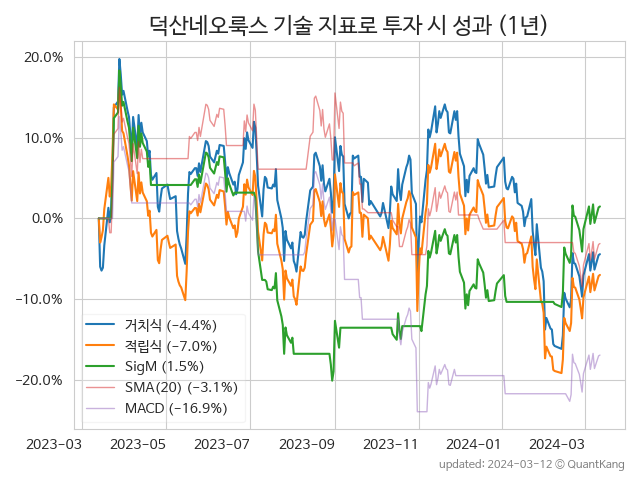 덕산네오룩스 기술 지표로 투자 시 성과 (1년)
20.0%
10.0%
0.0%
−10.0%
−20.0%
거치식 (−4.4%)
적립식 (−7.0%)
SigM (1.5%)
SMA(20) (−3.1%)
MACD (−16.9%)
2023-03
2023-05
2023-07
2023-09
2023-11
2024-01
2024-03
updated: 2024-03-12 © QuantKang